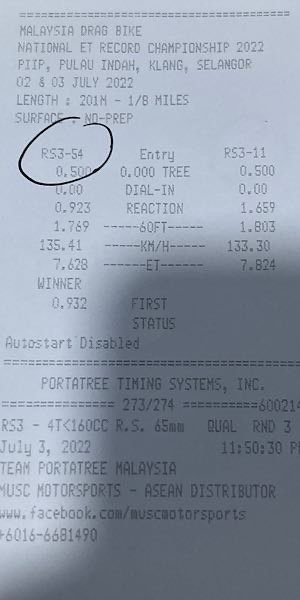 MALAYSIA DRAG BIKE
NATIONAL ET RECORD CHAMPIONSHIP 2022
PIIP, PULAU INDAH, KLANG, SELANGOR
02 & 03 JULY 2022
LENGTH : 201M - 1/8 MILES
SURFACE : NO-PREP
RS3-54 Entry RS3-11
0.500 0.000 TREE 0.500
0.00 DIAL-IN 0.00
0.923 REACTION 1.659
1.769 -----60FT----- 1.803
135.41 -----KM/H----- 133.30
7.628 ------ET------ 7.824
WINNER
0.932 FIRST
STATUS
Autostart Disabled
PORTATREE TIMING SYSTEMS, INC.
========== 273/274 ==========600214
RS3 - 4T<160CC R.S. 65mm QUAL RND 3
July 3, 2022 11:50:30 P
TEAM PORTATREE MALAYSIA
MUSC MOTORSPORTS - ASEAN DISTRIBUTOR
www.facebook.com/muscmotorsports
+6016-6681490